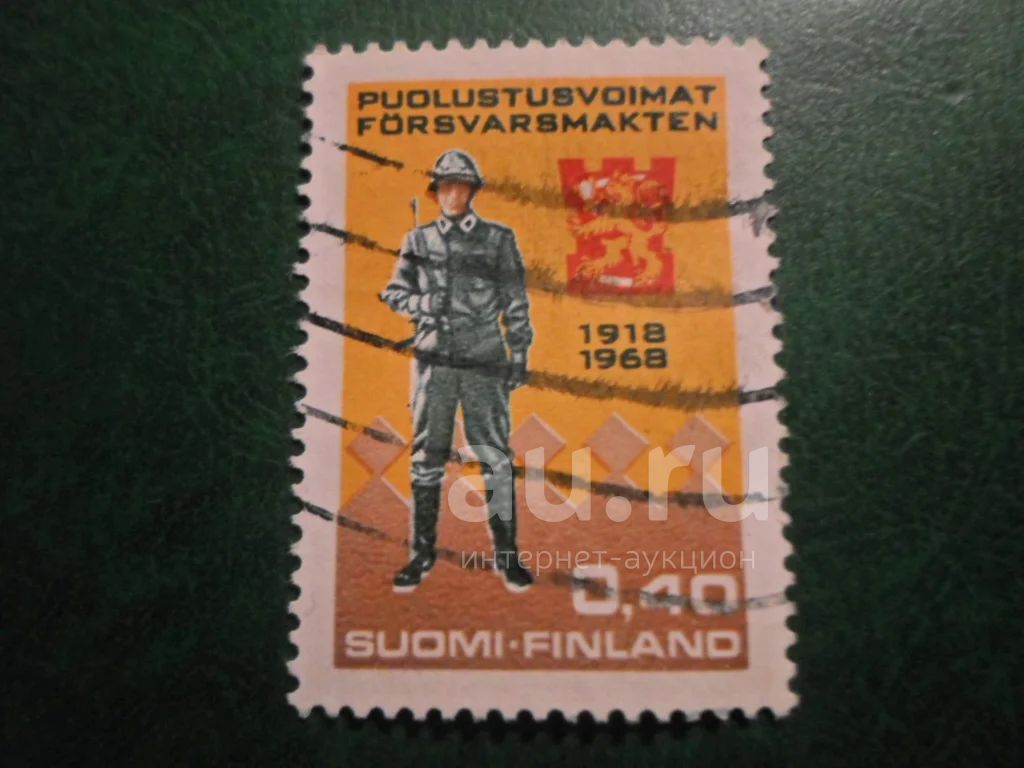 PUOLUSTUSVOIMAT
FÖRSVARSMAKTEN
1918
1968
au.ru
интернет-аукцион
0,40
SUOMI·FINLAND